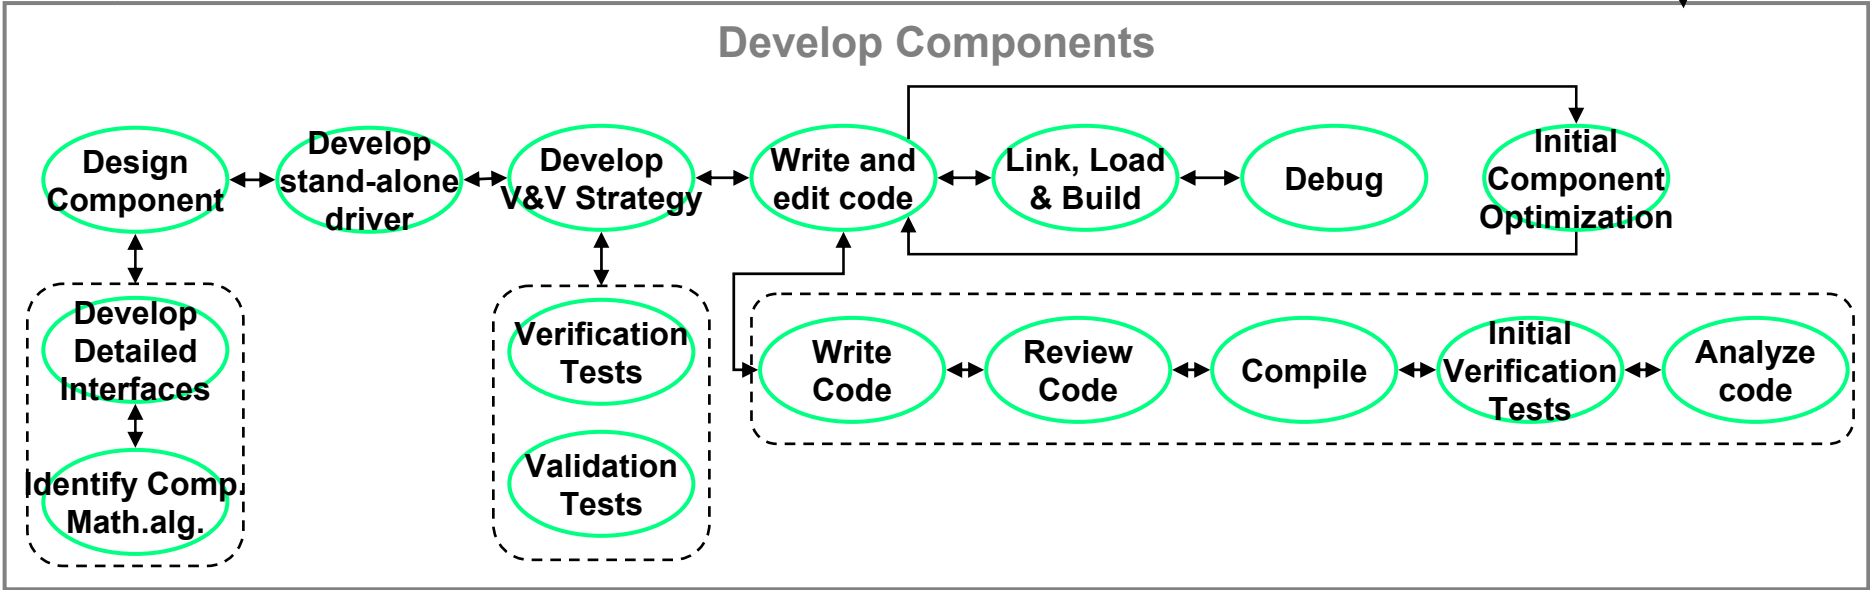 Develop Components
Design
Component
Develop
stand-alone
driver
Develop
V&V Strategy
Write and
edit code
Link, Load
& Build
Debug
Initial
Component
Optimization
Develop
Detailed
Interfaces
Identify Comp.
Math.alg.
Verification
Tests
Validation
Tests
Write
Code
Review
Code
Compile
Initial
Verification
Tests
Analyze
code